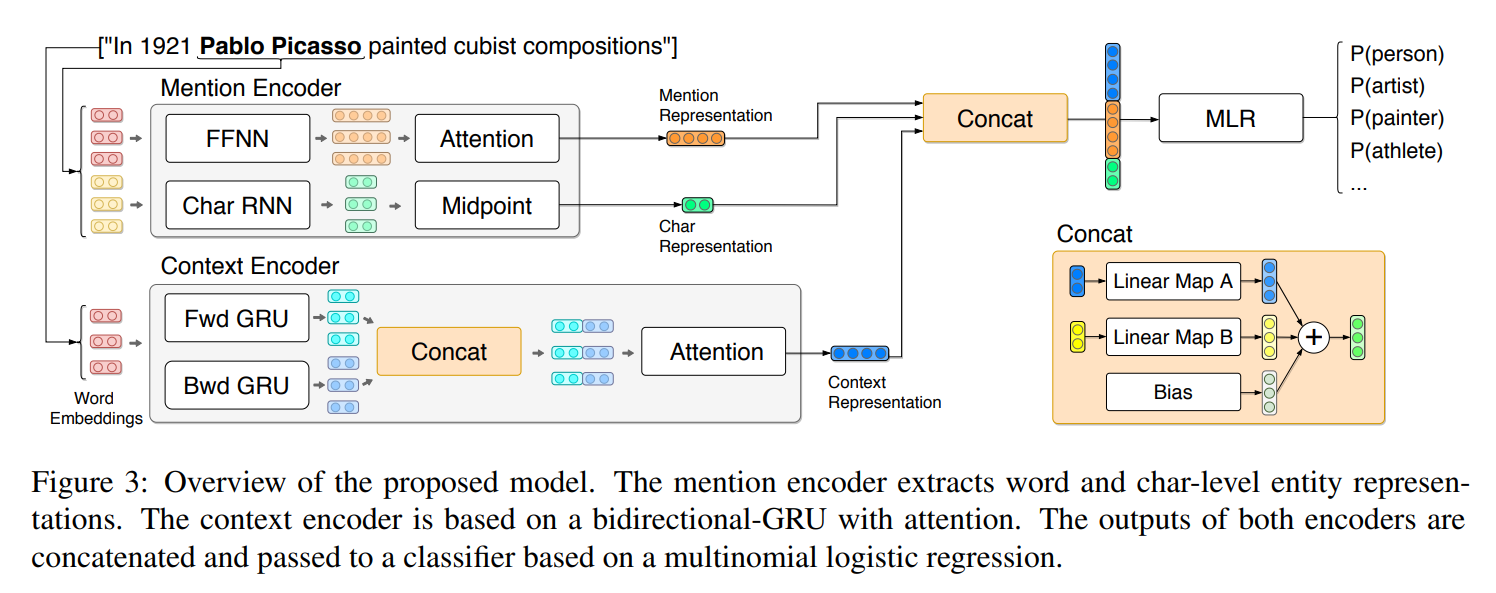 ["In 1921 Pablo Picasso painted cubist compositions"]
Mention Encoder
FFNN
Attention
Char RNN
Midpoint
Mention
Representation
Char
Representation
Context Encoder
Fwd GRU
Bwd GRU
Concat
Attention
Word
Embeddings
Context
Representation
Concat
MLR
P(person)
P(artist)
P(painter)
P(athlete)
...
Concat
Linear Map A
Linear Map B
Bias
+
Figure 3: Overview of the proposed model. The mention encoder extracts word and char-level entity represen-
tations. The context encoder is based on a bidirectional-GRU with attention. The outputs of both encoders are
concatenated and passed to a classifier based on a multinomial logistic regression.